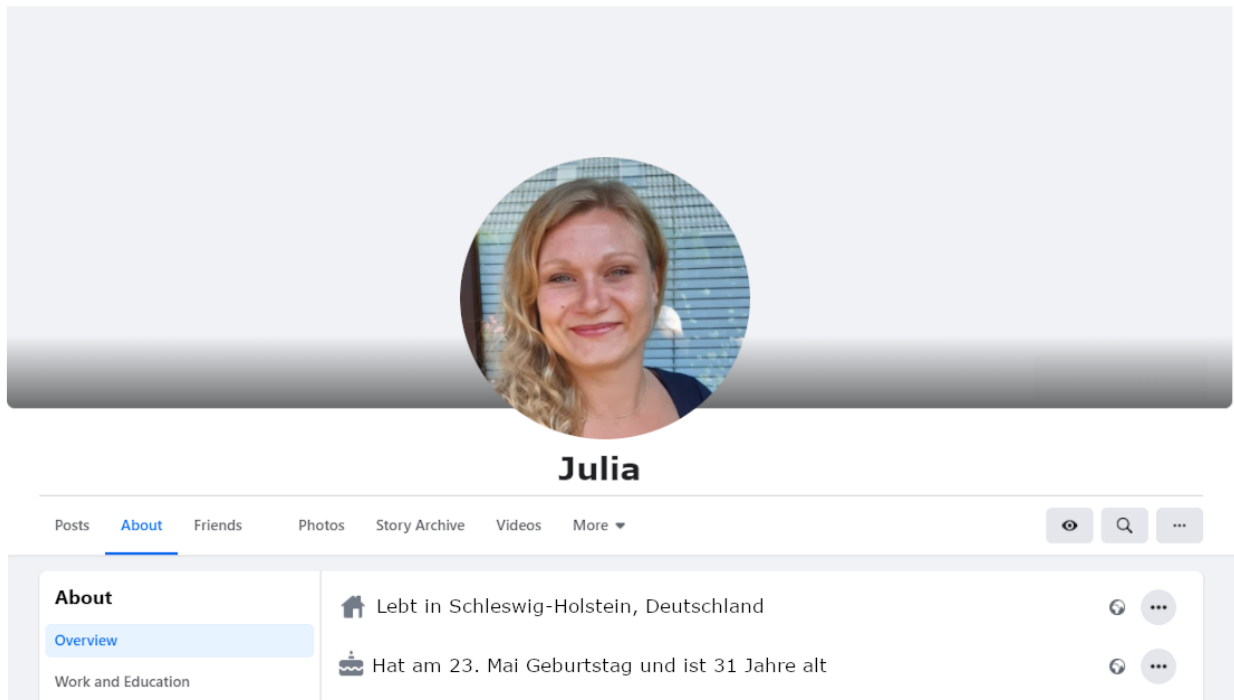 Julia
Posts About Friends Photos Story Archive Videos More
About
Overview
Work and Education
Lebt in Schleswig-Holstein, Deutschland
Hat am 23. Mai Geburtstag und ist 31 Jahre alt